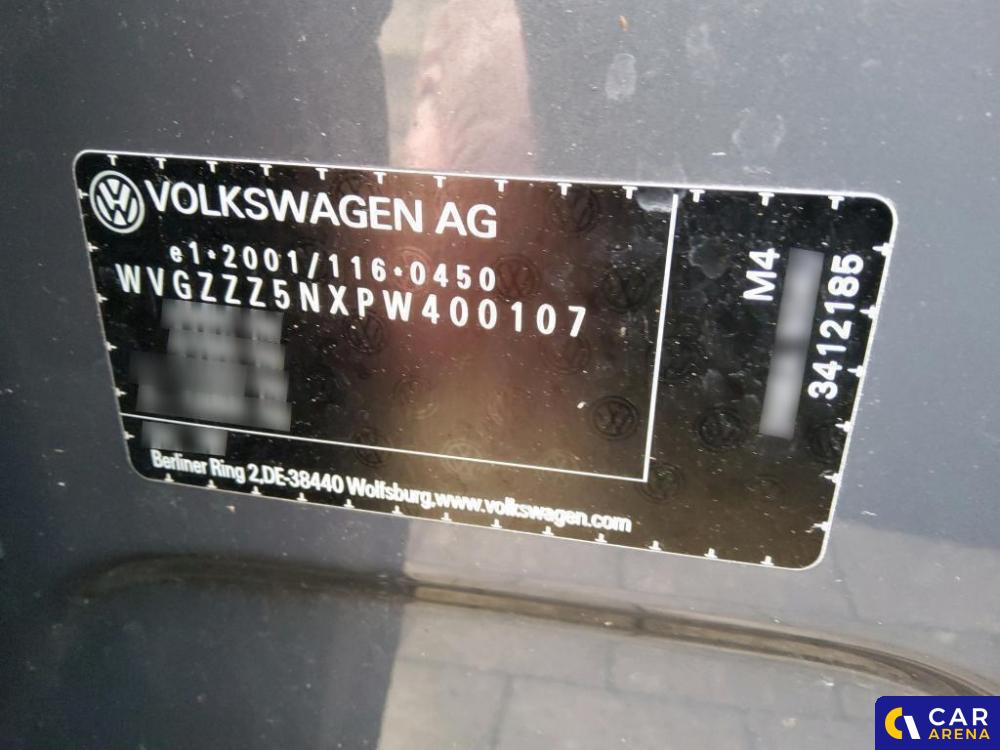 VOLKSWAGEN AG
e1*2001/116*0450
WVGZZZ5NXPW400107
Berliner Ring 2,DE-38440 Wolfsburg,www.volkswagen.com
M4
3412185
CAR
ARENA